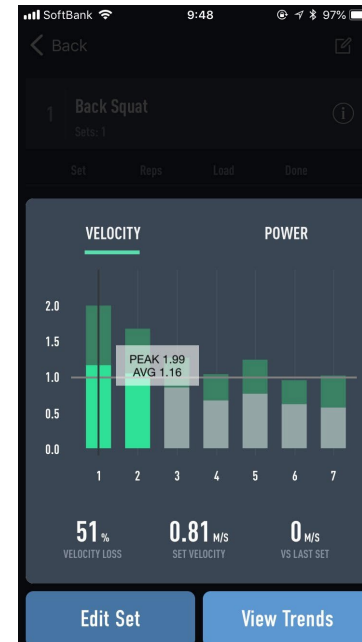 SoftBank 9:48 97%
Back
1 Back Squat
Sets: 1
Set Reps Load Done
VELOCITY POWER
2.0
1.5
PEAK 1.99
AVG 1.16
1.0
0.5
0.0
1 2 3 4 5 6 7
51 % 0.81 M/S 0 M/S
VELOCITY LOSS SET VELOCITY VS LAST SET
Edit Set View Trends